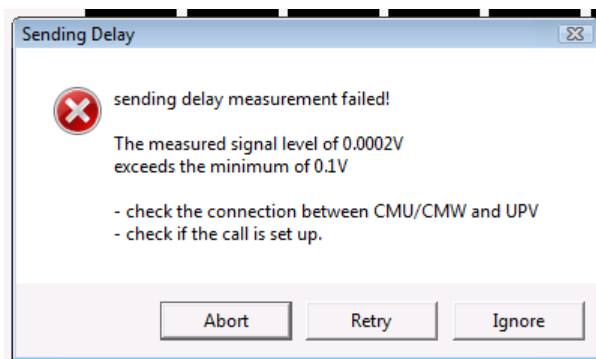 Sending Delay
sending delay measurement failed!
The measured signal level of 0.0002V
exceeds the minimum of 0.1V
- check the connection between CMU/CMW and UPV
- check if the call is set up.
Abort
Retry
Ignore